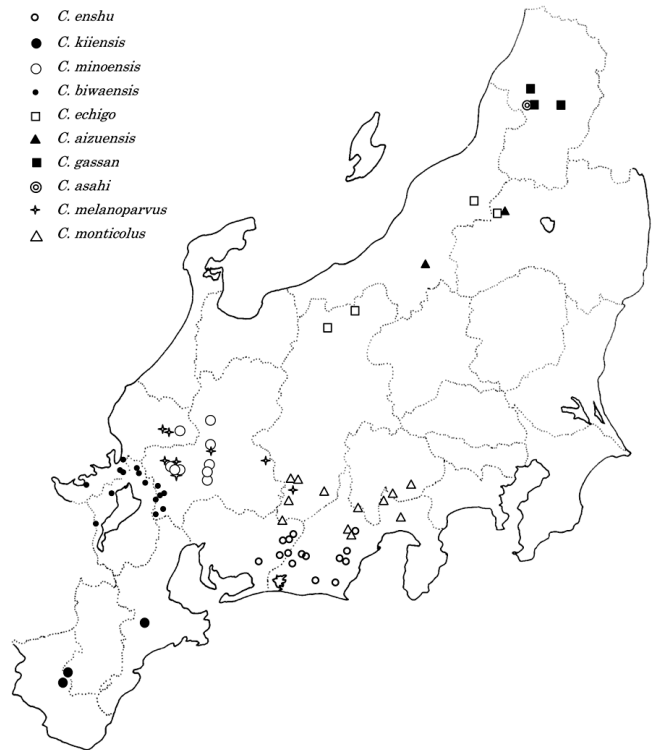 C. enshu
C. kiiensis
C. minoensis
C. biwaensis
C. echigo
C. aizuensis
C. gassan
C. asahi
C. melanoparvus
C. monticolus